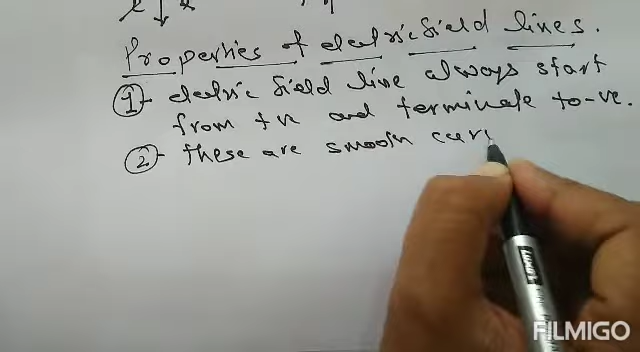 Properties of electric field lines.
1- electric field line always start
from +ve and terminate to -ve.
2- these are smooth curv
FILMIGO